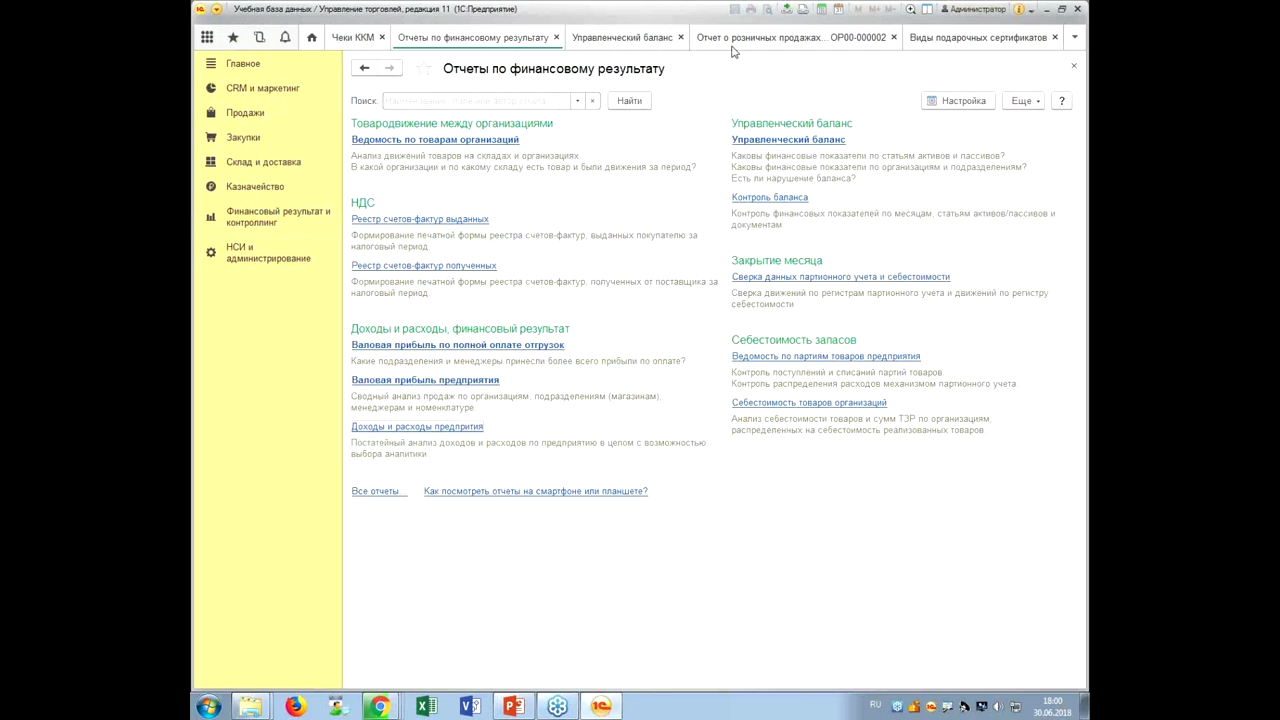 Учебная база данных / Управление торговлей, редакция 11 (1С:Предприятие)
M M+ M-
Администратор
Чеки ККМ
Отчеты по финансовому результату
Управленческий баланс
Отчет о розничных продажах... ОР00-000002
Виды подарочных сертификатов
Главное
CRM и маркетинг
Продажи
Закупки
Склад и доставка
Казначейство
Финансовый результат и
контроллинг
НСИ и
администрирование
Отчеты по финансовому результату
Поиск:
Найти
Настройка
Еще
?
Товародвижение между организациями
Ведомость по товарам организаций
Анализ движений товаров на складах и организациях
В какой организации и по какому складу есть товар и были движения за период?
НДС
Реестр счетов-фактур выданных
Формирование печатной формы реестра счетов-фактур, выданных покупателю за
налоговый период.
Реестр счетов-фактур полученных
Формирование печатной формы реестра счетов-фактур, полученных от поставщика за
налоговый период.
Доходы и расходы, финансовый результат
Валовая прибыль по полной оплате отгрузок
Какие подразделения и менеджеры принесли более всего прибыли по оплате?
Валовая прибыль предприятия
Сводный анализ продаж по организациям, подразделениям (магазинам),
менеджерам и номенклатуре.
Доходы и расходы предпрития
Постатейный анализ доходов и расходов по предприятию в целом с возможностью
выбора аналитики
Все отчеты...
Как посмотреть отчеты на смартфоне или планшете?
Управленческий баланс
Управленческий баланс
Каковы финансовые показатели по статьям активов и пассивов?
Каковы финансовые показатели по организациям и подразделениям?
Есть ли нарушение баланса?
Контроль баланса
Контроль финансовых показателей по месяцам, статьям активов/пассивов и
документам
Закрытие месяца
Сверка данных партионного учета и себестоимости
Сверка движений по регистрам партионного учета и движений по регистру
себестоимости
Себестоимость запасов
Ведомость по партиям товаров предприятия
Контроль поступлений и списаний партий товаров
Контроль распределения расходов механизмом партионного учета
Себестоимость товаров организаций
Анализ себестоимости товаров и сумм ТЗР по организациям,
распределенных на себестоимость реализованных товаров
RU
18:00
30.06.2018